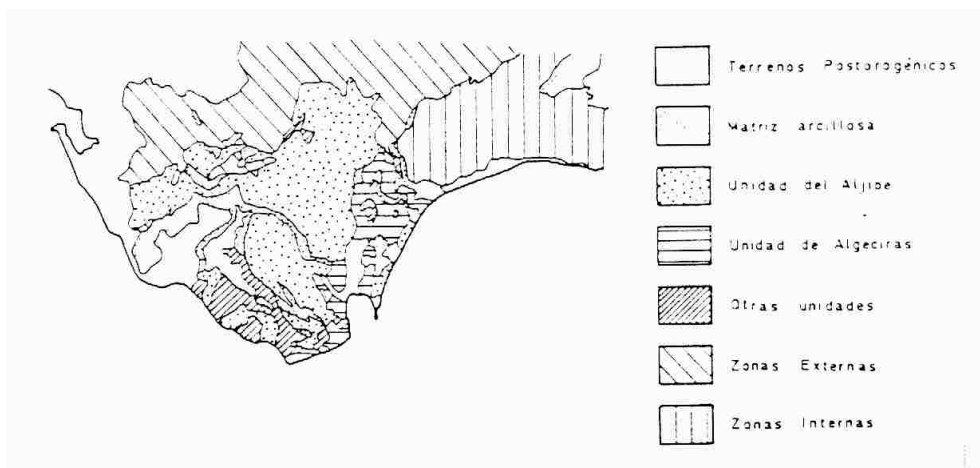 Terrenos Postorogénicos
Matriz arcillosa
Unidad del Aljibe
Unidad de Algeciras
Otras unidades
Zonas Externas
Zonas Internas